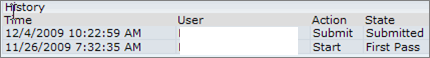 History
Time User Action State
12/4/2009 10:22:59 AM Submit Submitted
11/26/2009 7:32:35 AM Start First Pass